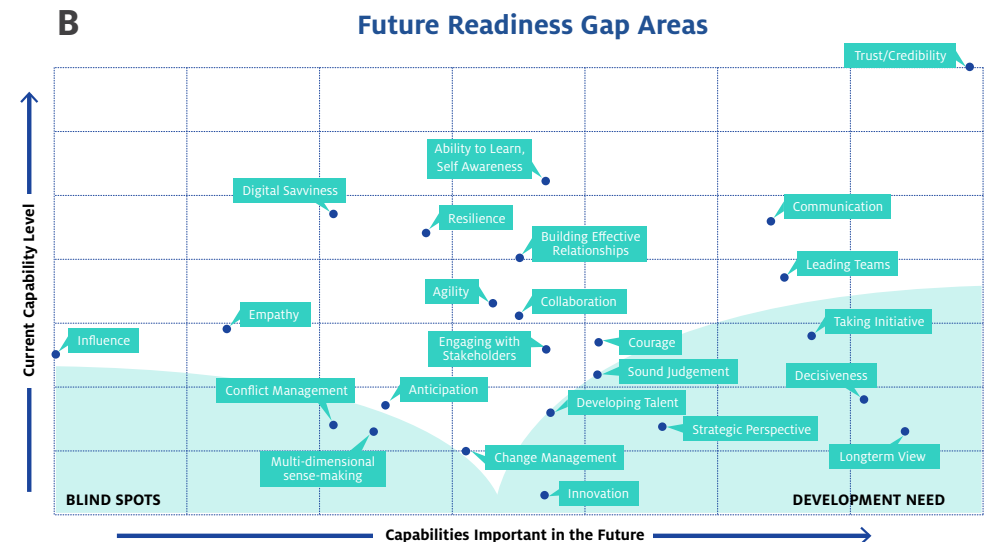 B
Future Readiness Gap Areas
Trust/Credibility
Ability to Learn,
Self Awareness
Digital Savviness
Resilience
Communication
Building Effective
Relationships
Leading Teams
Agility
Collaboration
Empathy
Taking Initiative
Influence
Engaging with
Stakeholders
Courage
Sound Judgement
Decisiveness
Conflict Management
Anticipation
Developing Talent
Strategic Perspective
Multi-dimensional
sense-making
Change Management
Longterm View
Innovation
BLIND SPOTS
DEVELOPMENT NEED
Current Capability Level
Capabilities Important in the Future